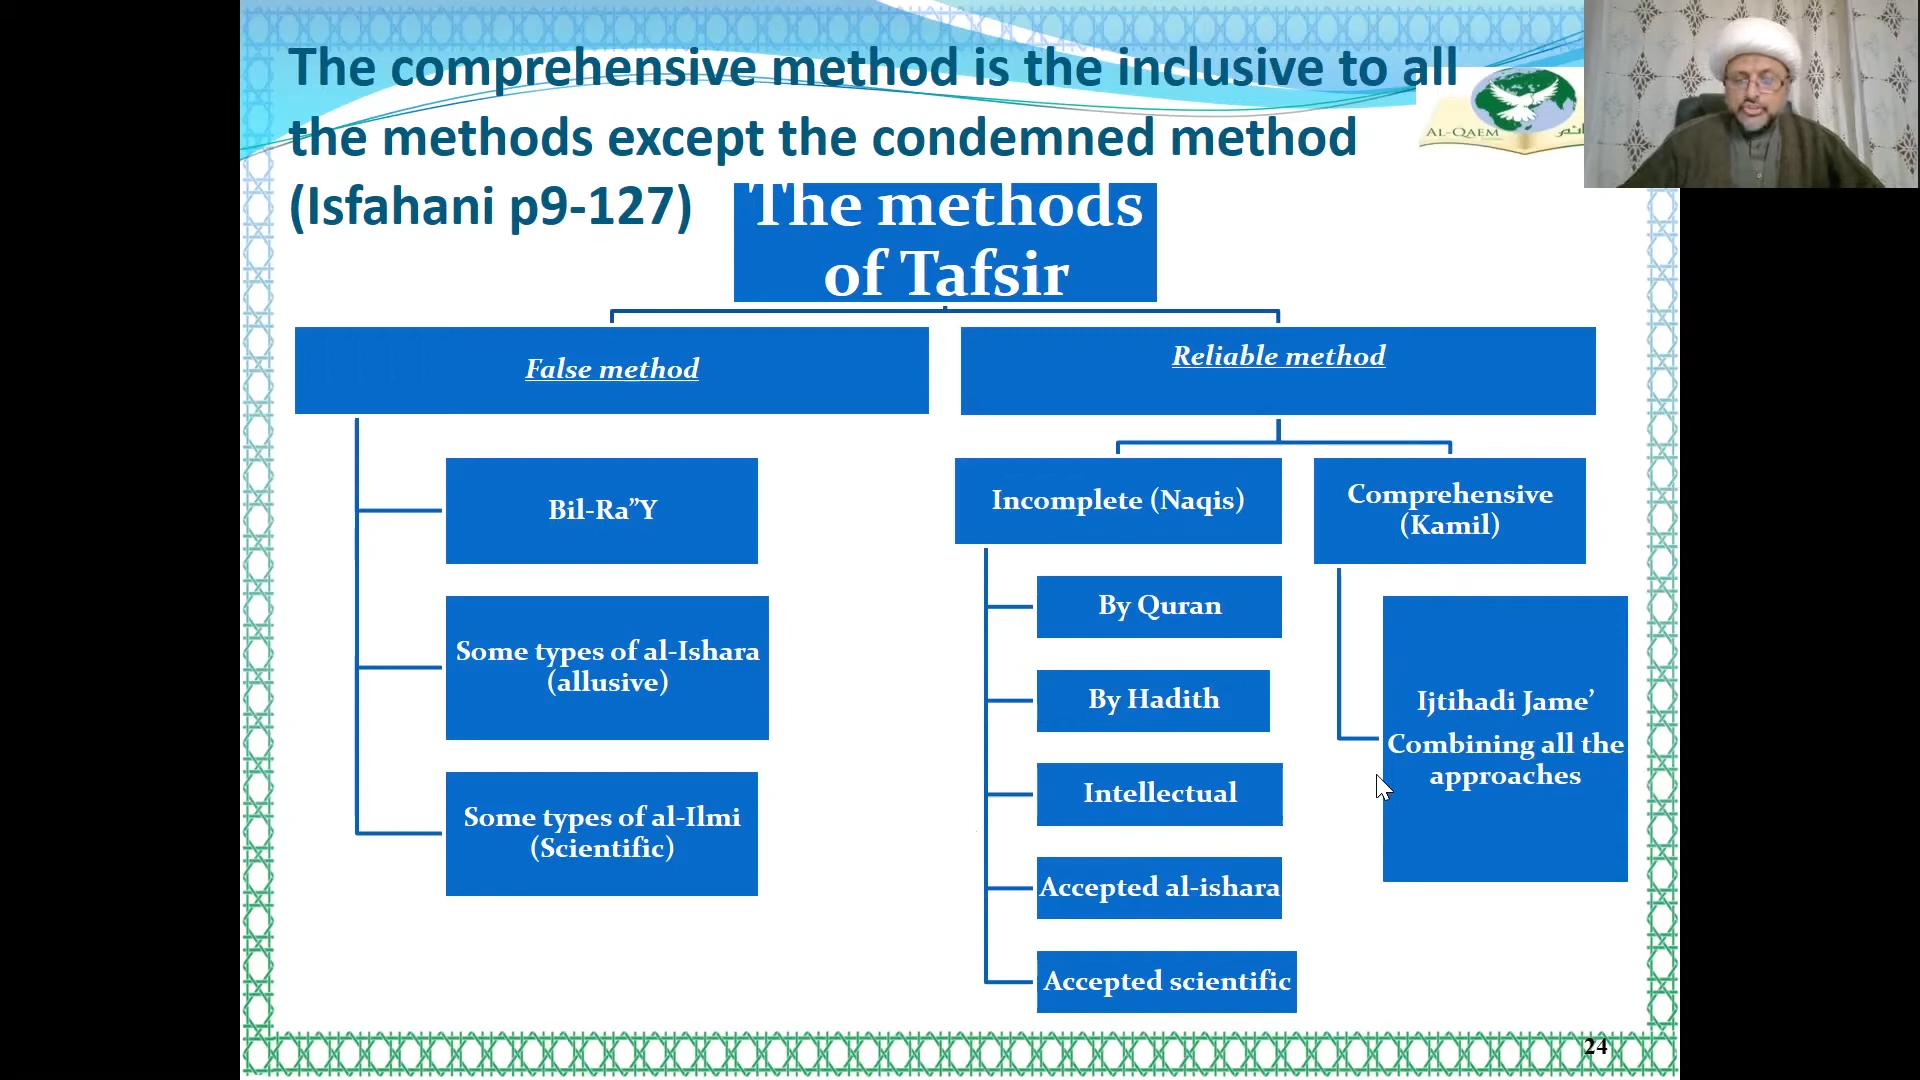 The comprehensive method is the inclusive to all
the methods except the condemned method
(Isfahani p9-127)
AL-QAEM
The methods
of Tafsir
False method
Reliable method
Bil-Ra”Y
Some types of al-Ishara
(allusive)
Some types of al-Ilmi
(Scientific)
Incomplete (Naqis)
By Quran
By Hadith
Intellectual
Accepted al-ishara
Accepted scientific
Comprehensive
(Kamil)
Ijtihadi Jame’
Combining all the
approaches
24